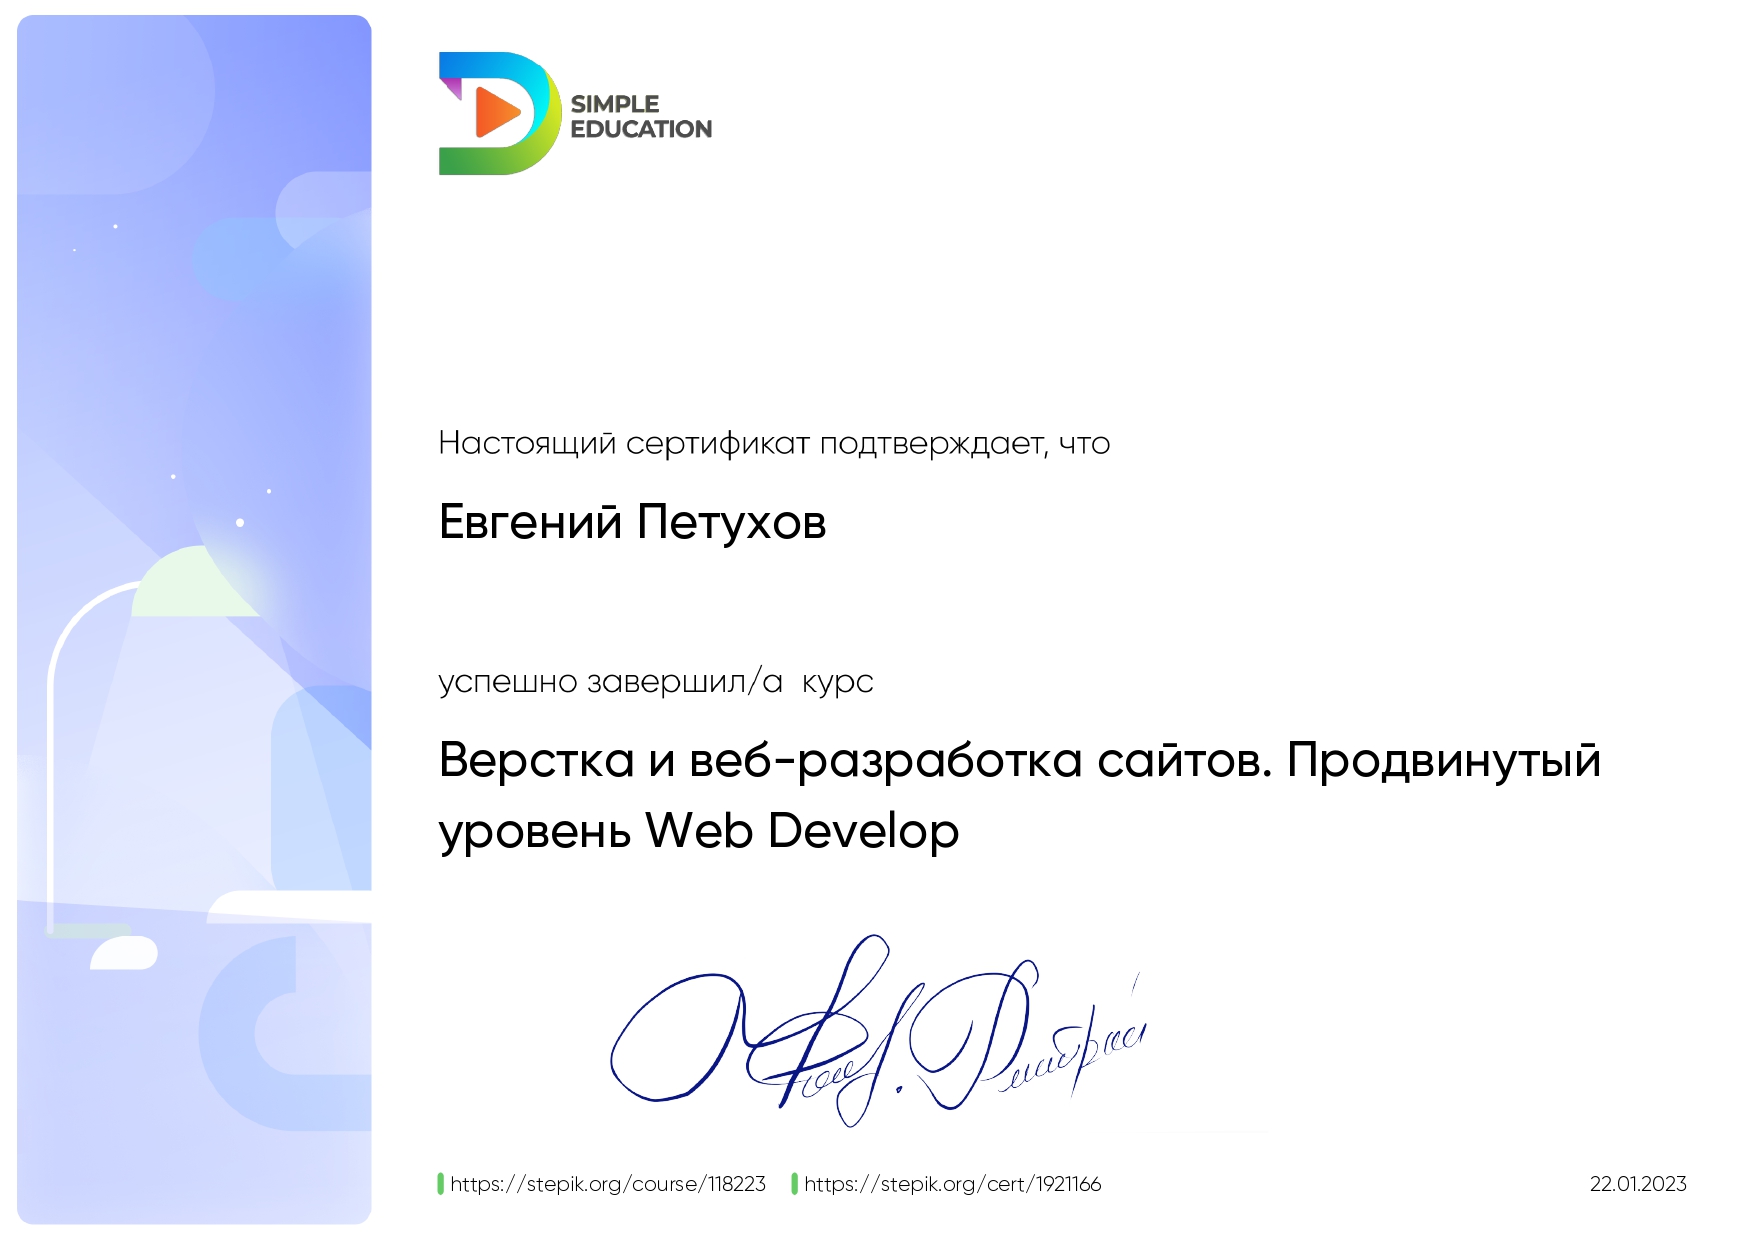 SIMPLE
EDUCATION
Настоящий сертификат подтверждает, что
Евгений Петухов
успешно завершил/а курс
Верстка и веб-разработка сайтов. Продвинутый
уровень Web Develop
https://stepik.org/course/118223 https://stepik.org/cert/1921166 22.01.2023